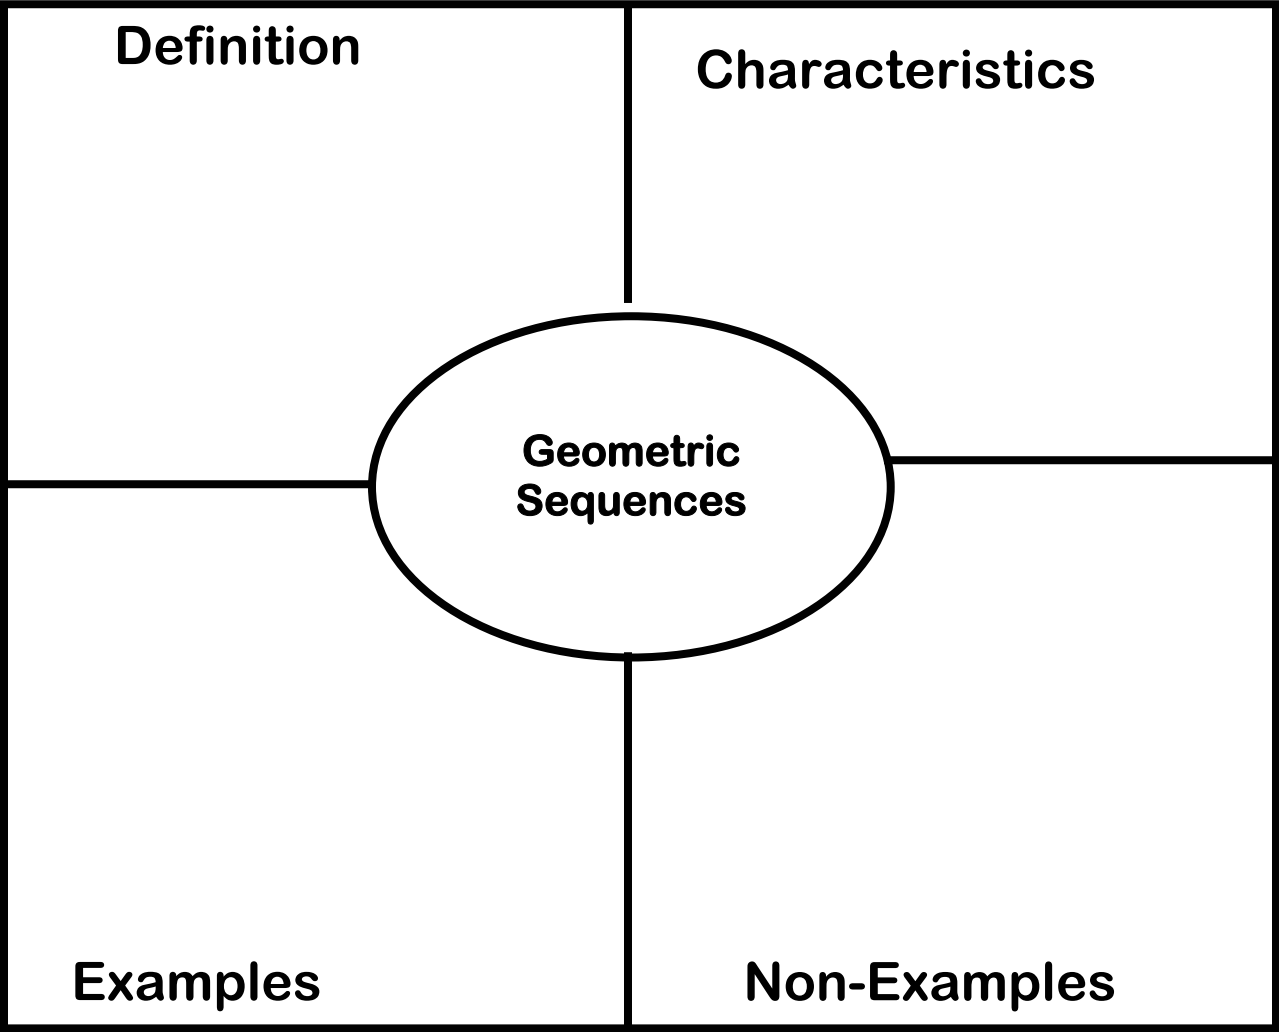 Definition
Characteristics
Geometric
Sequences
Examples
Non-Examples